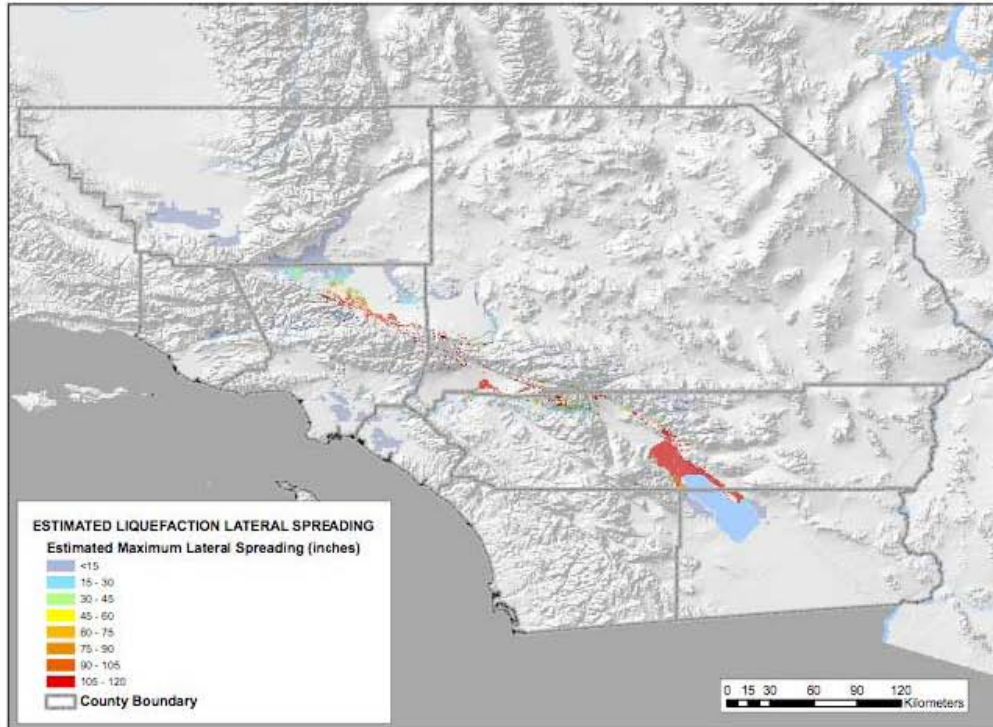 ESTIMATED LIQUEFACTION LATERAL SPREADING
Estimated Maximum Lateral Spreading (inches)
<15
15 - 30
30 - 45
45 - 60
60 - 75
75 - 90
90 - 105
105 - 120
County Boundary
0 15 30 60 90 120
Kilometers